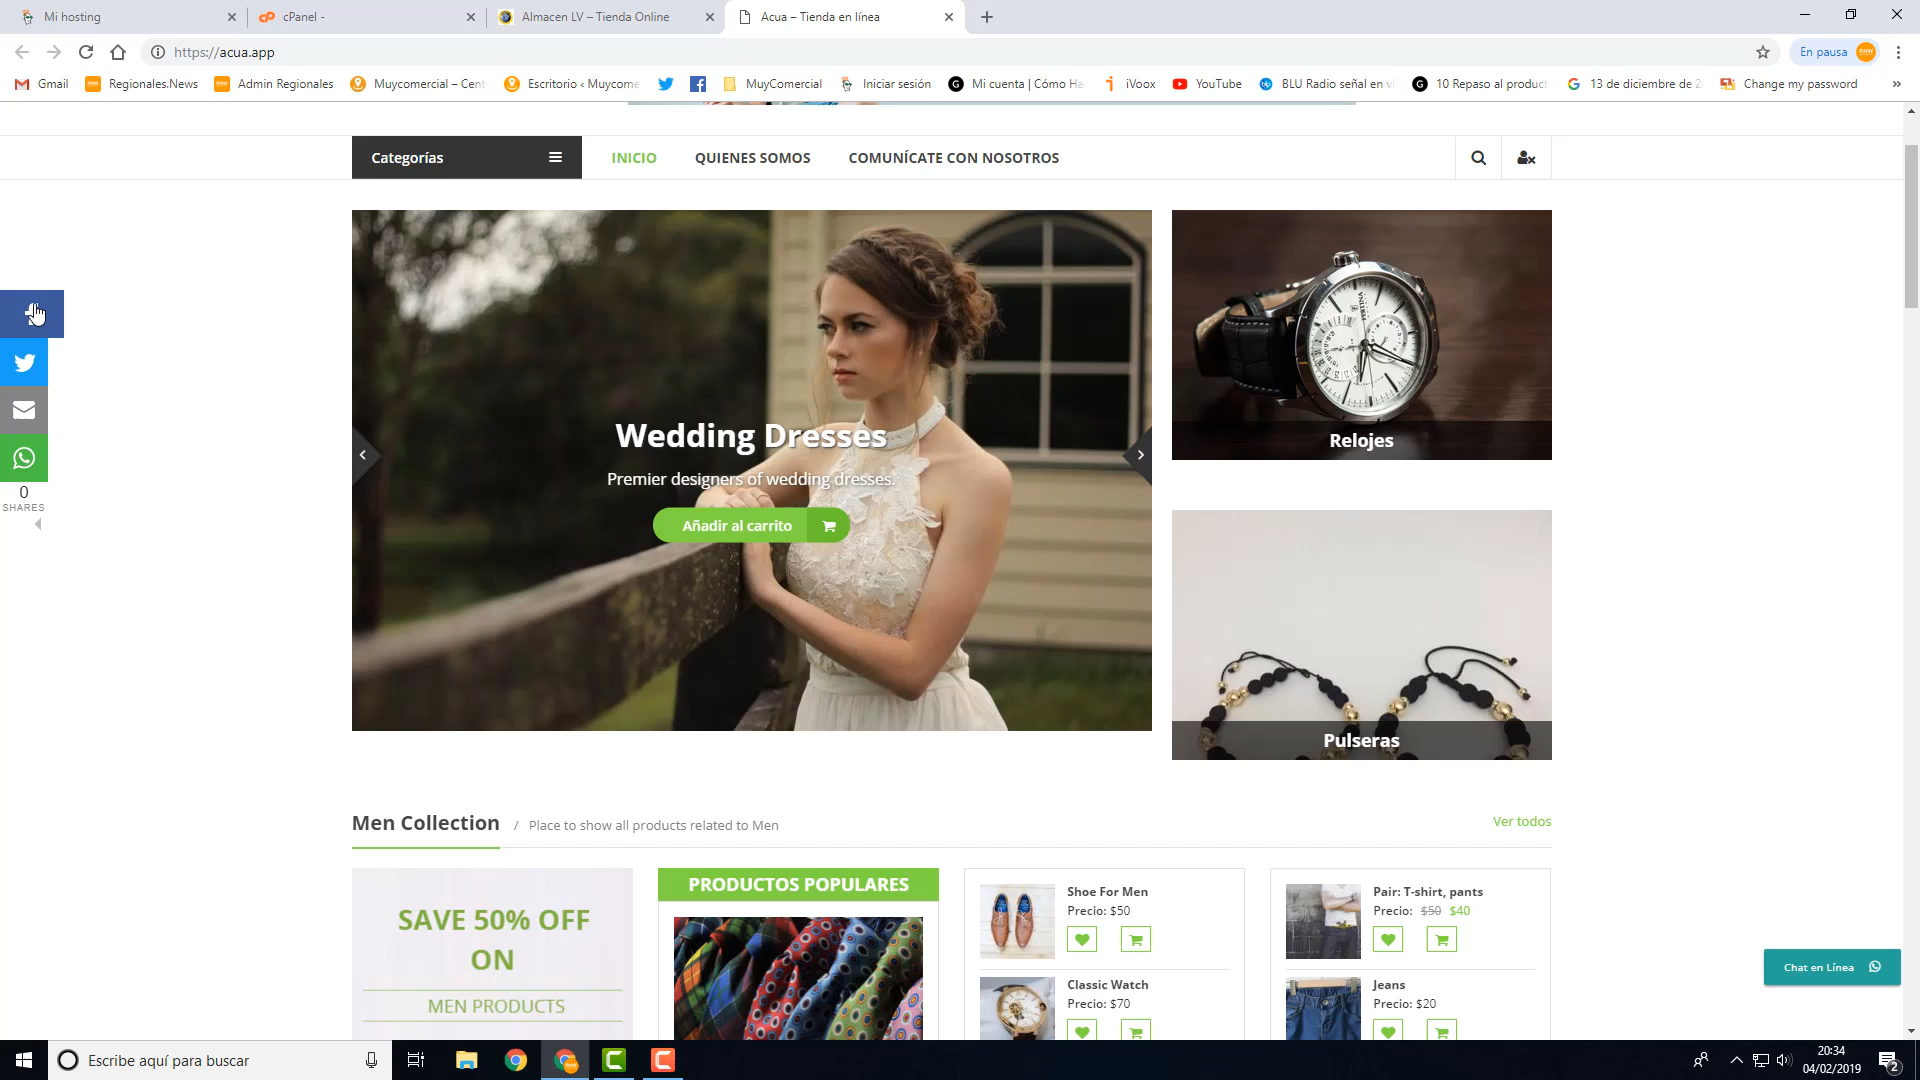 Mi hosting
cPanel -
Almacen LV – Tienda Online
Acua – Tienda en línea
https://acua.app
En pausa
Gmail
Regionales.News
Admin Regionales
Muycomercial – Cent
Escritorio ‹ Muycome
MuyComercial
Iniciar sesión
Mi cuenta | Cómo Ha
iVoox
YouTube
BLU Radio señal en v
10 Repaso al product
13 de diciembre de 2
Change my password
»
Categorías
INICIO
QUIENES SOMOS
COMUNÍCATE CON NOSOTROS
Wedding Dresses
Premier designers of wedding dresses.
Añadir al carrito
Relojes
Pulseras
0
SHARES
Men Collection / Place to show all products related to Men
Ver todos
SAVE 50% OFF
ON
MEN PRODUCTS
PRODUCTOS POPULARES
Shoe For Men
Precio: $50
Classic Watch
Precio: $70
Pair: T-shirt, pants
Precio: $50 $40
Jeans
Precio: $20
Chat en Línea
Escribe aquí para buscar
20:34
04/02/2019
2